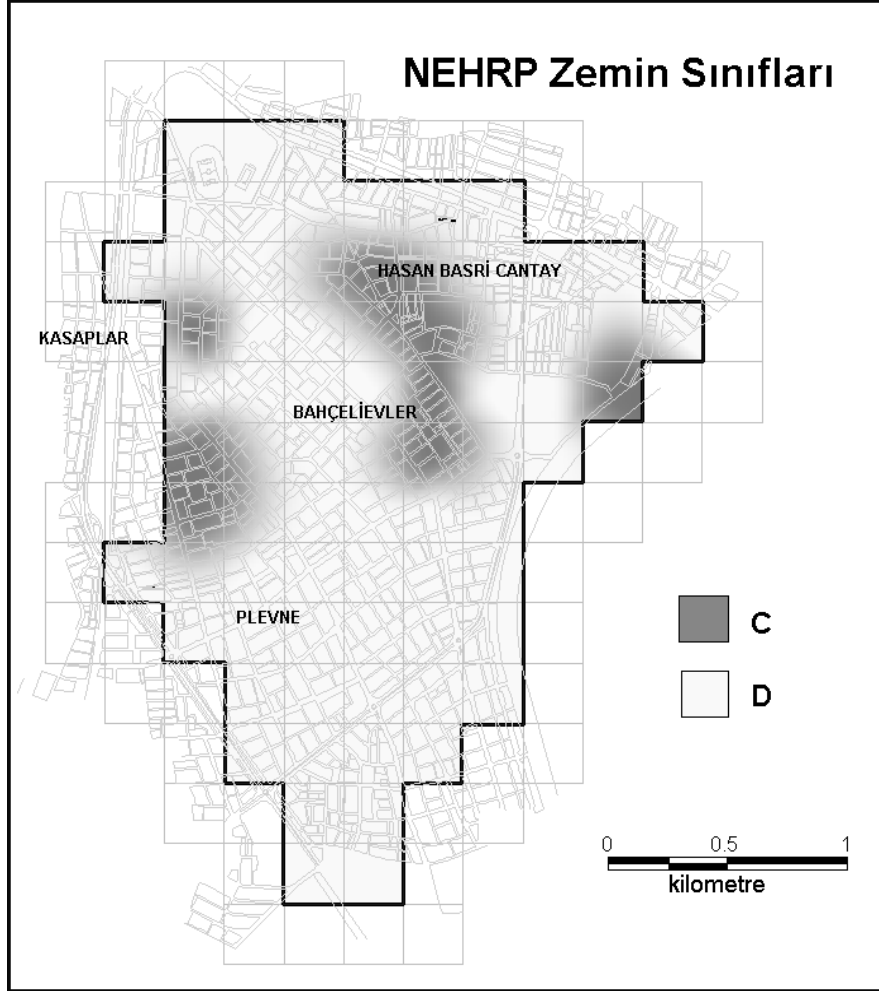 NEHRP Zemin Sınıfları
HASAN BASRİ CANTAY
KASAPLAR
BAHÇELİEVLER
PLEVNE
C
D
0 0.5 1
kilometre